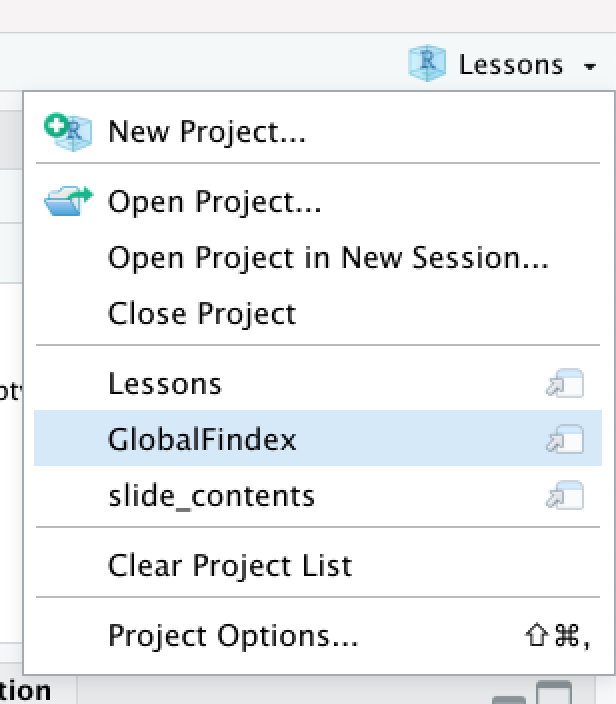 Lessons
New Project...
Open Project...
Open Project in New Session...
Close Project
Lessons
GlobalFindex
slide_contents
Clear Project List
Project Options... ⇧⌘,
tion